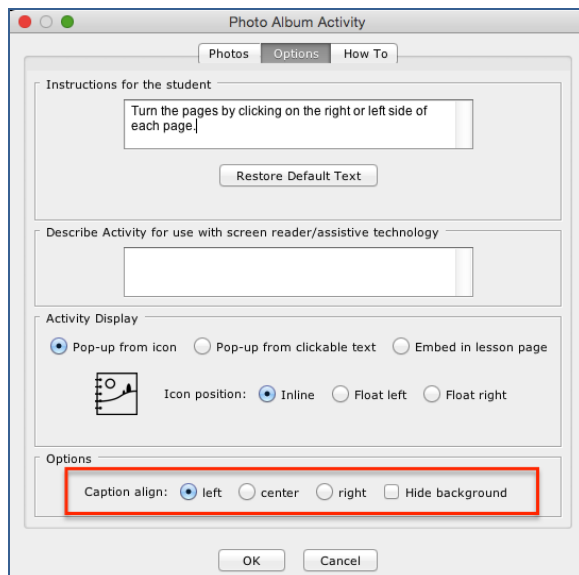 Photo Album Activity
Photos Options How To
Instructions for the student
Turn the pages by clicking on the right or left side of
each page.
Restore Default Text
Describe Activity for use with screen reader/assistive technology
Activity Display
Pop-up from icon Pop-up from clickable text Embed in lesson page
Icon position: Inline Float left Float right
Options
Caption align: left center right Hide background
OK Cancel